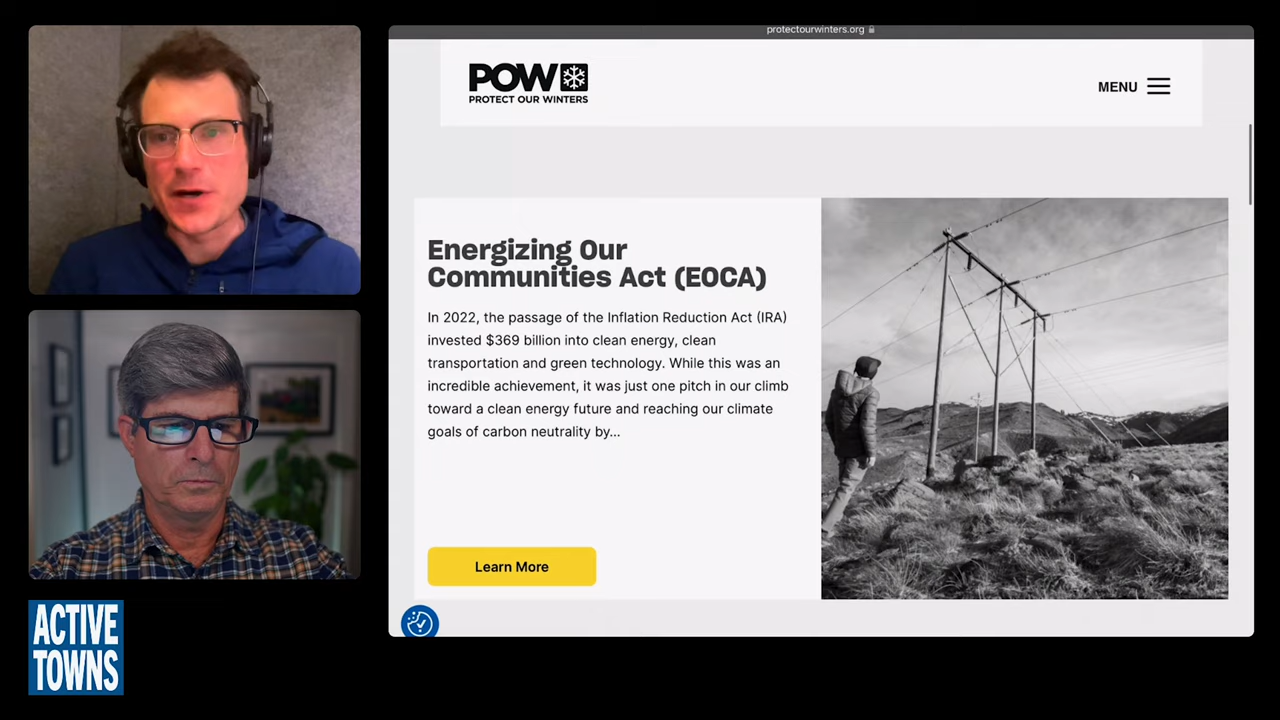 protectourwinters.org
POW
PROTECT OUR WINTERS
MENU
Energizing Our
Communities Act (EOCA)
In 2022, the passage of the Inflation Reduction Act (IRA)
invested $369 billion into clean energy, clean
transportation and green technology. While this was an
incredible achievement, it was just one pitch in our climb
toward a clean energy future and reaching our climate
goals of carbon neutrality by...
Learn More
ACTIVE
TOWNS